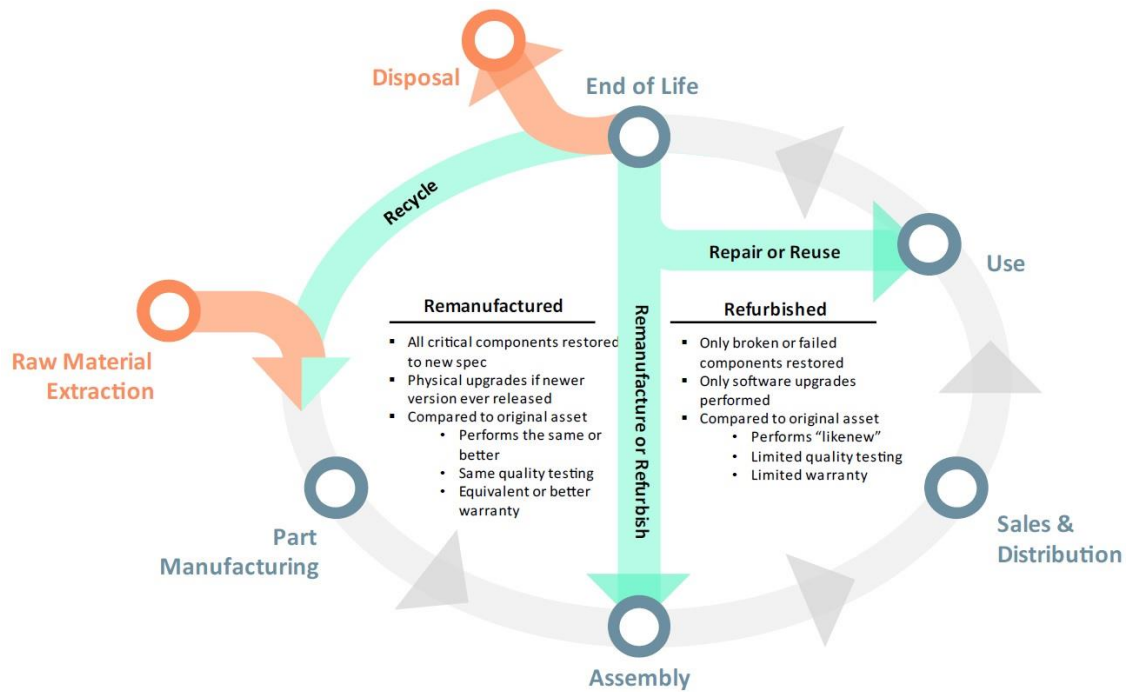 Disposal
End of Life
Recycle
Repair or Reuse
Use
Raw Material
Extraction
Remanufactured
▪ All critical components restored
to new spec
▪ Physical upgrades if newer
version ever released
▪ Compared to original asset
• Performs the same or
better
• Same quality testing
• Equivalent or better
warranty
Remanufacture or Refurbish
Refurbished
▪ Only broken or failed
components restored
▪ Only software upgrades
performed
▪ Compared to original asset
• Performs “likenew”
• Limited quality testing
• Limited warranty
Part
Manufacturing
Sales &
Distribution
Assembly